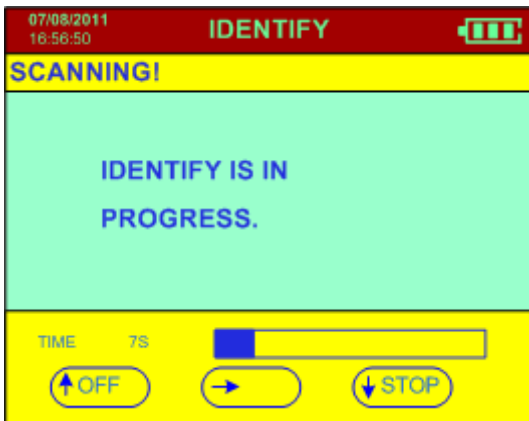 07/08/2011
16:56:50
IDENTIFY
SCANNING!
IDENTIFY IS IN
PROGRESS.
TIME 7S
OFF
STOP